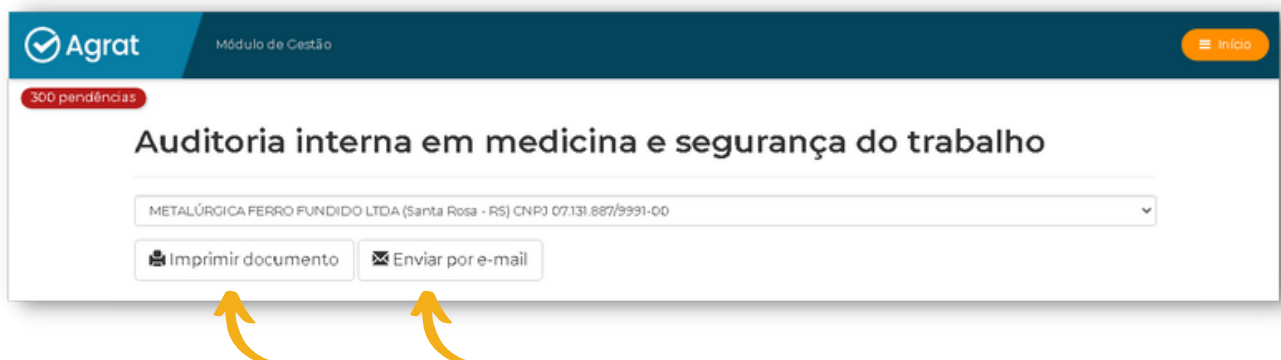 Agrat
Módulo de Gestão
Início
300 pendências
Auditoria interna em medicina e segurança do trabalho
METALÚRGICA FERRO FUNDIDO LTDA (Santa Rosa - RS) CNPJ 07.131.887/9991-00
Imprimir documento
Enviar por e-mail